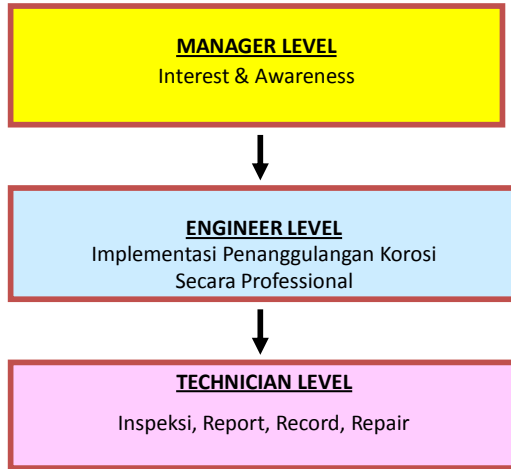 MANAGER LEVEL
Interest & Awareness
ENGINEER LEVEL
Implementasi Penanggulangan Korosi
Secara Professional
TECHNICIAN LEVEL
Inspeksi, Report, Record, Repair